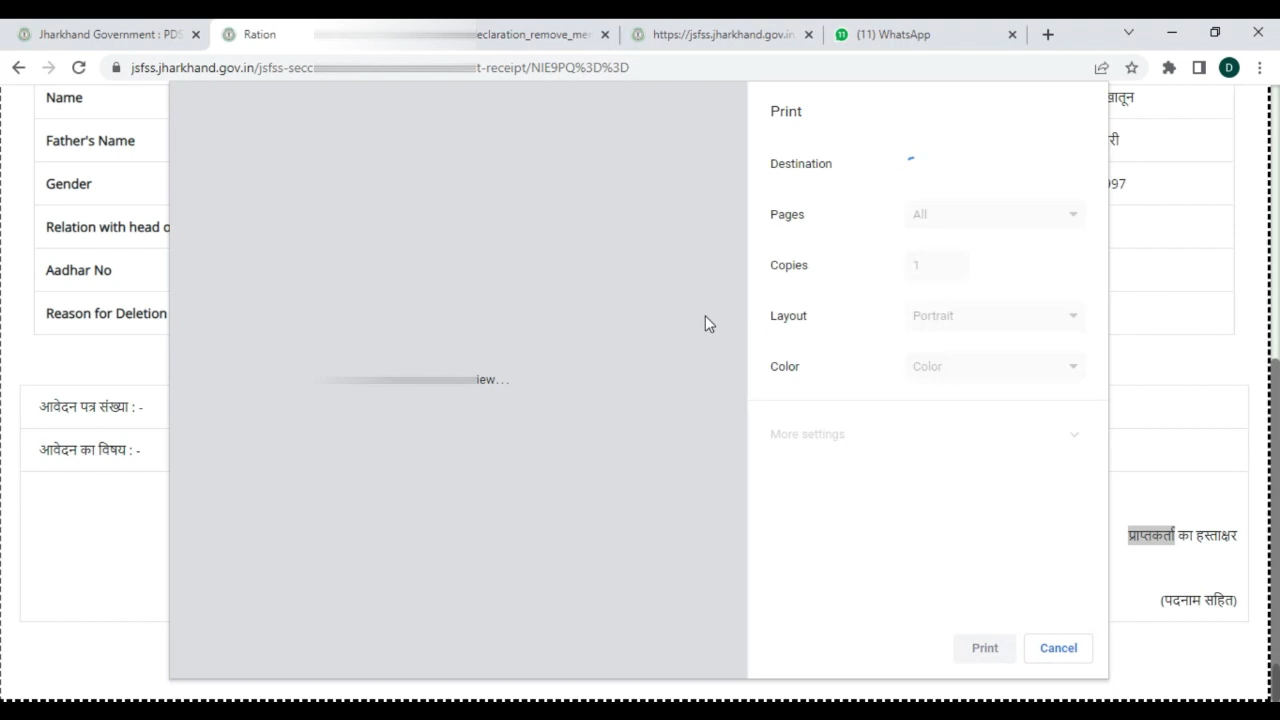 Jharkhand Government : PDS
Ration
eclaration_remove_me
https://jsfss.jharkhand.gov.in
(11) WhatsApp
jsfss.jharkhand.gov.in/jsfss-secc
t-receipt/NIE9PQ%3D%3D
D
Name
खातून
Father's Name
री
Gender
997
Relation with head o
Aadhar No
Reason for Deletion
Print
Destination
Pages
All
Copies
1
Layout
Portrait
Color
Color
More settings
iew...
Print
Cancel
आवेदन पत्र संख्या : -
आवेदन का विषय : -
प्राप्तकर्ता का हस्ताक्षर
(पदनाम सहित)